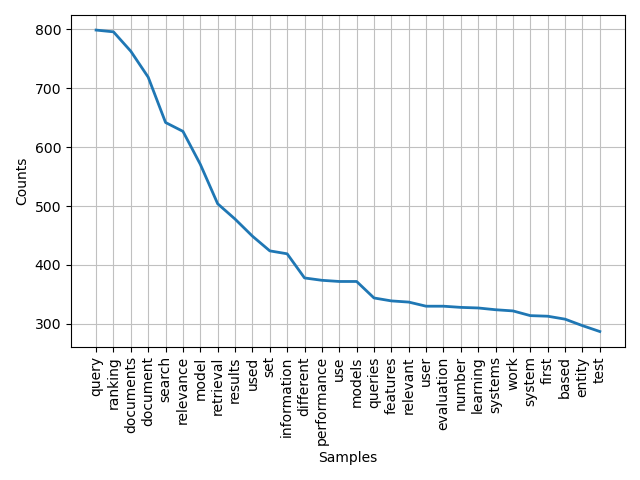 800
700
600
500
400
300
Counts
query
ranking
documents
document
search
relevance
model
retrieval
results
used
set
information
different
performance
use
models
queries
features
relevant
user
evaluation
number
learning
systems
work
system
first
based
entity
test
Samples